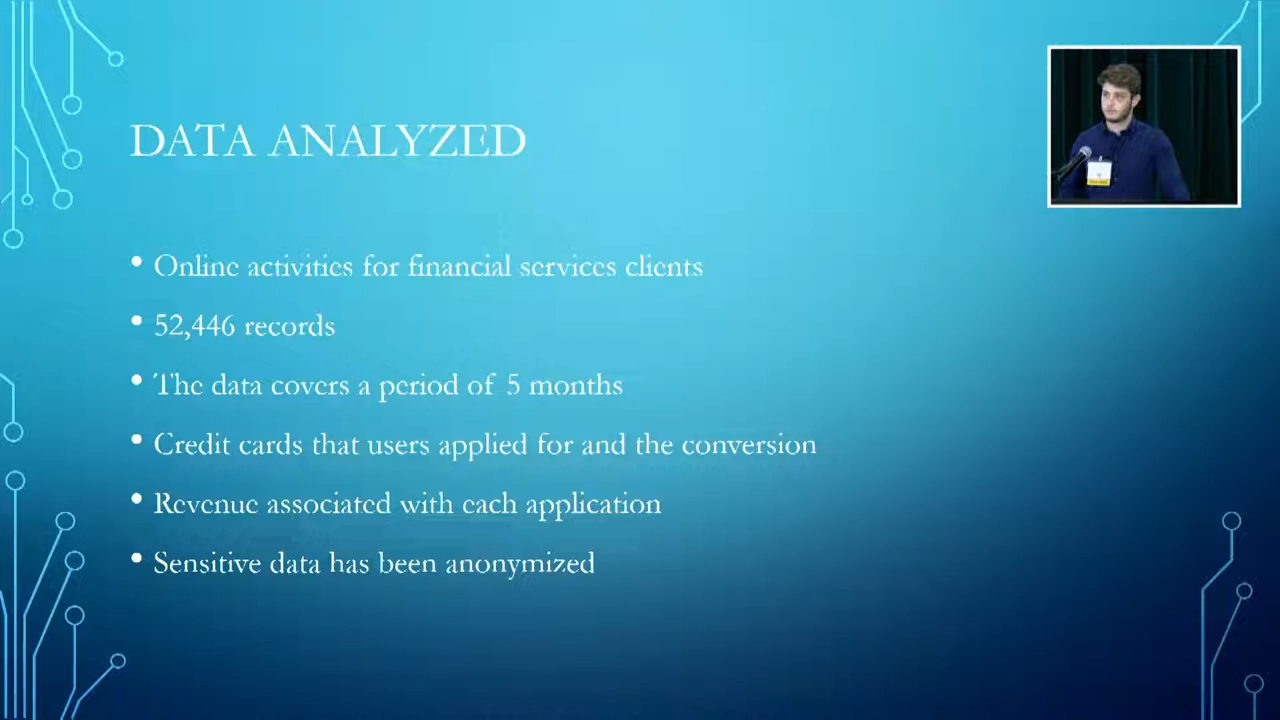 DATA ANALYZED
• Online activities for financial services clients
• 52,446 records
• The data covers a period of 5 months
• Credit cards that users applied for and the conversion
• Revenue associated with each application
• Sensitive data has been anonymized